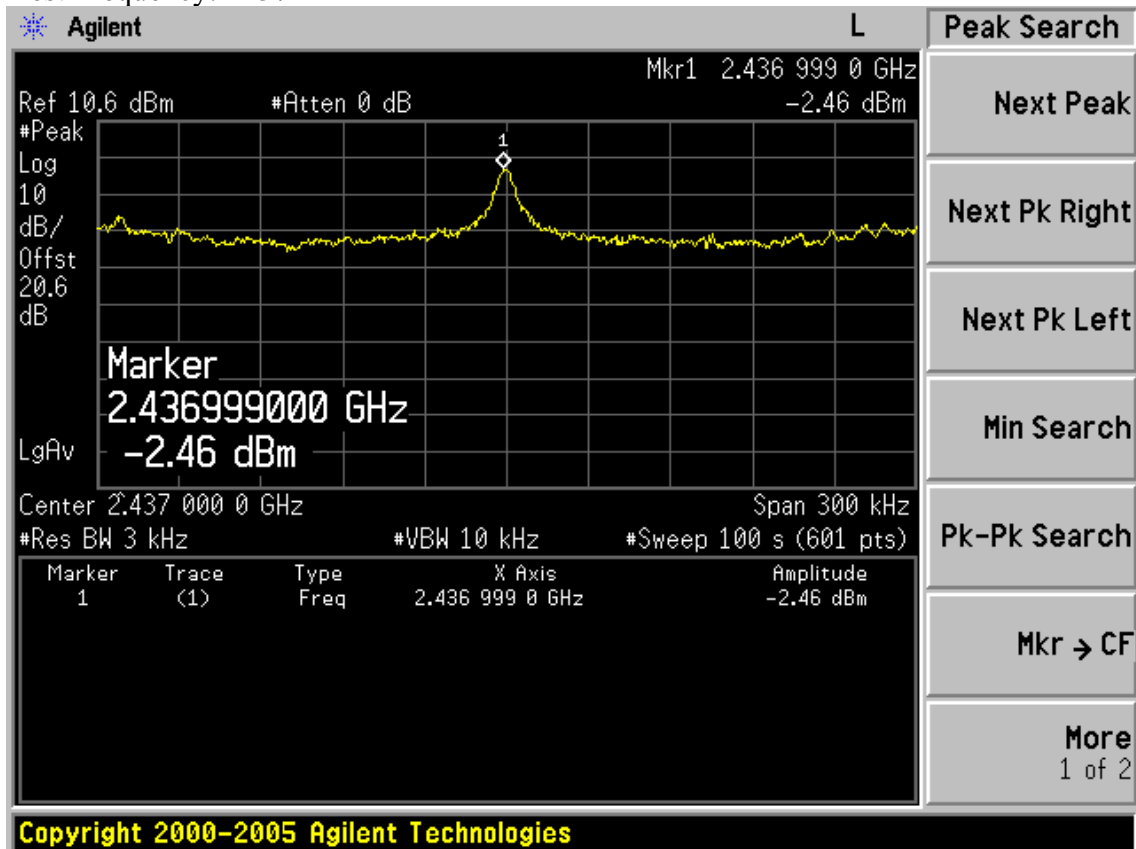 Agilent L Peak Search
Mkr1 2.436 999 0 GHz
Ref 10.6 dBm #Atten 0 dB -2.46 dBm
#Peak
Log
10
dB/
Offst
20.6
dB
1
Marker
2.436999000 GHz
-2.46 dBm
LgAv
Center 2.437 000 0 GHz Span 300 kHz
#Res BW 3 kHz #VBW 10 kHz #Sweep 100 s (601 pts)
Marker Trace Type X Axis Amplitude
1 (1) Freq 2.436 999 0 GHz -2.46 dBm
Next Peak
Next Pk Right
Next Pk Left
Min Search
Pk-Pk Search
Mkr → CF
More
1 of 2
Copyright 2000-2005 Agilent Technologies